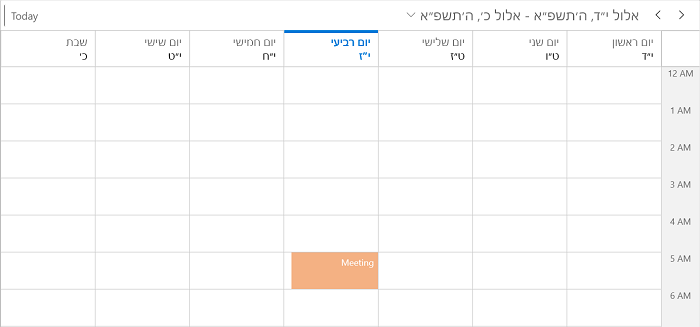 אלול י״ד, ה׳תשפ״א - אלול כ׳, ה׳תשפ״א
Today
יום ראשון
י״ד
יום שני
ט״ו
יום שלישי
ט״ז
יום רביעי
י״ז
יום חמישי
י״ח
יום שישי
י״ט
שבת
כ׳
12 AM
1 AM
2 AM
3 AM
4 AM
5 AM
Meeting
6 AM